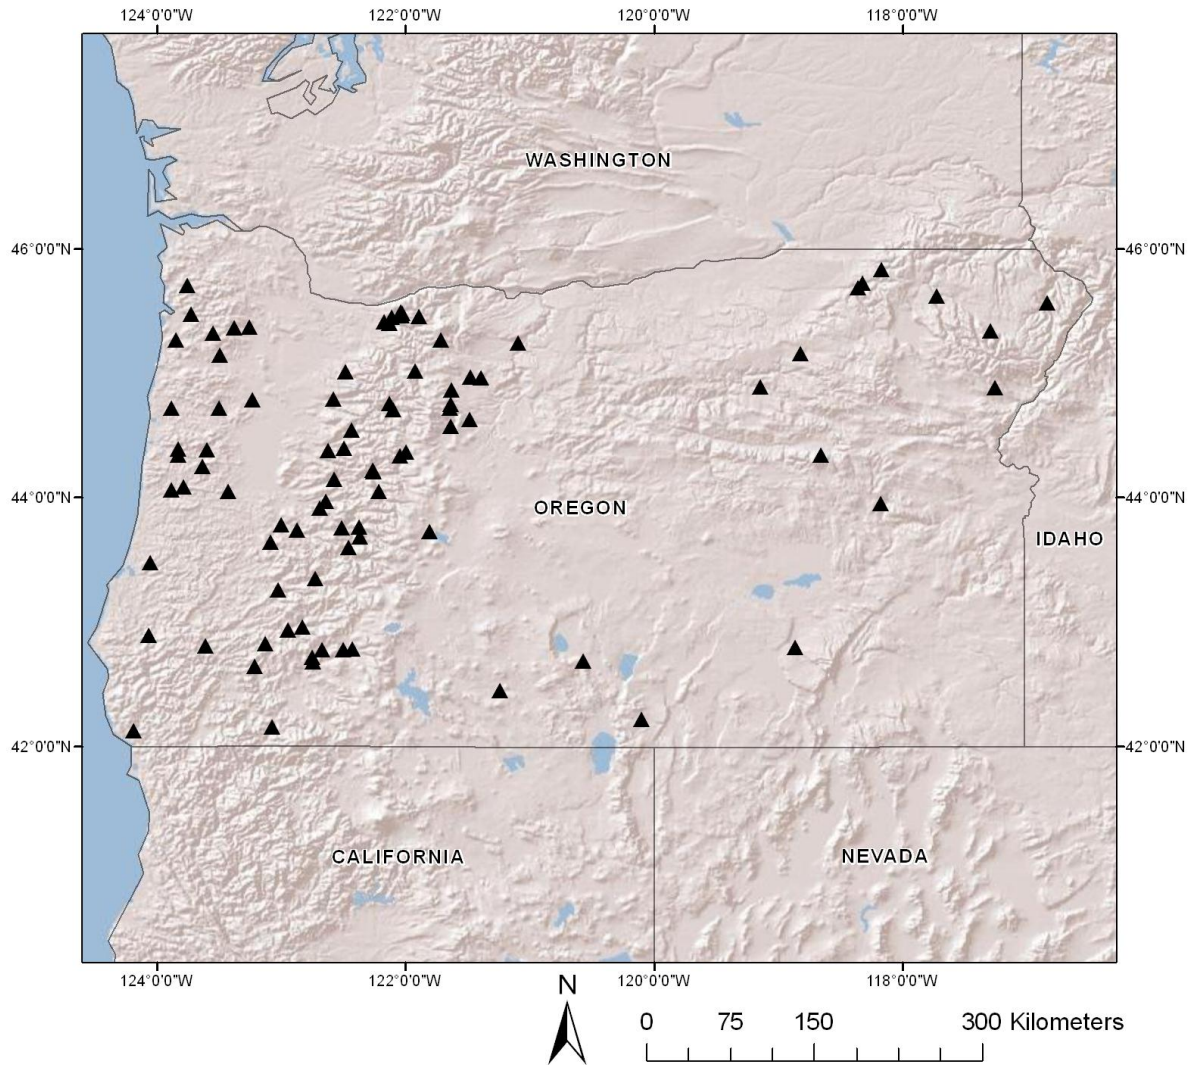 124°0'0"W 122°0'0"W 120°0'0"W 118°0'0"W
WASHINGTON
46°0'0"N 46°0'0"N
44°0'0"N 44°0'0"N
OREGON
IDAHO
42°0'0"N 42°0'0"N
CALIFORNIA NEVADA
124°0'0"W 122°0'0"W 120°0'0"W 118°0'0"W
N
0 75 150 300 Kilometers